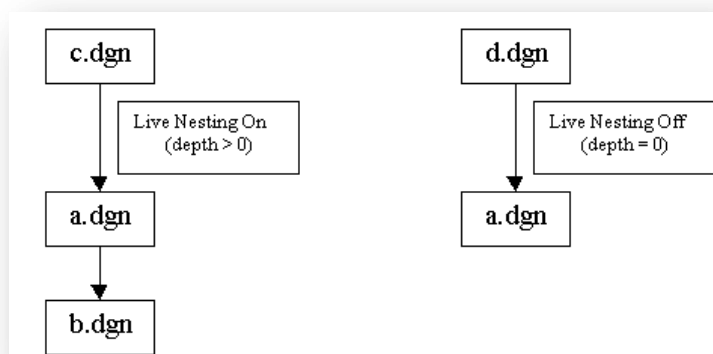 c.dgn
Live Nesting On
(depth > 0)
a.dgn
b.dgn
d.dgn
Live Nesting Off
(depth = 0)
a.dgn